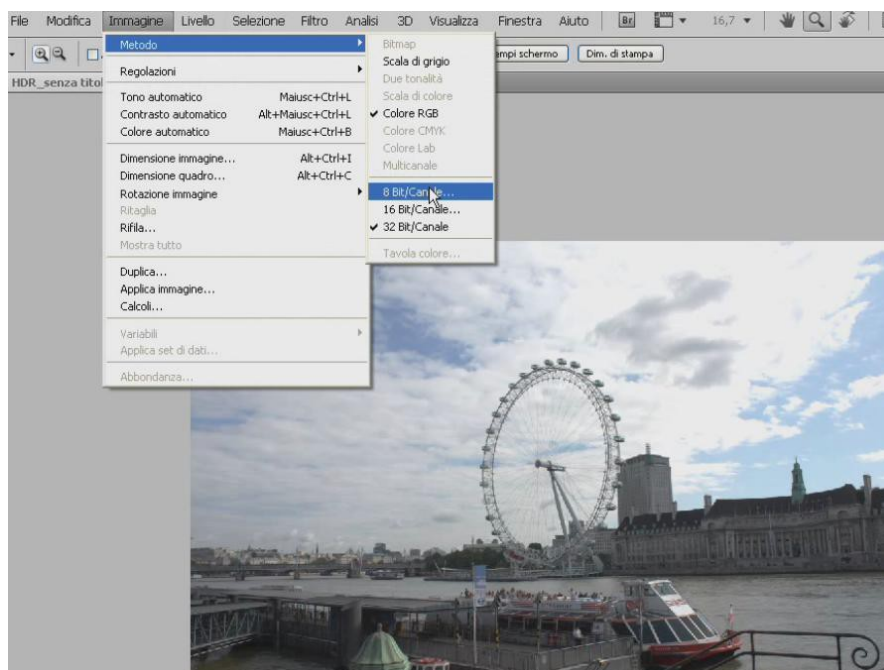 File Modifica Immagine Livello Selezione Filtro Analisi 3D Visualizza Finestra Aiuto Br 16,7
ampi schermo Dim. di stampa
HDR_senza titol
Metodo
Regolazioni
Tono automatico Maiusc+Ctrl+L
Contrasto automatico Alt+Maiusc+Ctrl+L
Colore automatico Maiusc+Ctrl+B
Dimensione immagine... Alt+Ctrl+I
Dimensione quadro... Alt+Ctrl+C
Rotazione immagine
Ritaglia
Rifila...
Mostra tutto
Duplica...
Applica immagine...
Calcoli...
Variabili
Applica set di dati...
Abbondanza...
Bitmap
Scala di grigio
Due tonalità
Scala di colore
Colore RGB
Colore CMYK
Colore Lab
Multicanale
8 Bit/Canale...
16 Bit/Canale...
32 Bit/Canale
Tavola colore...